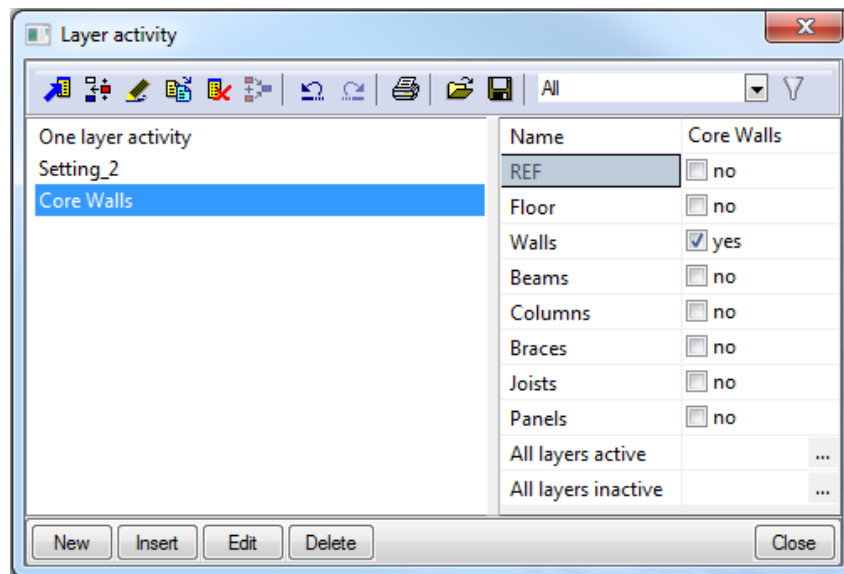 Layer activity
All
One layer activity
Setting_2
Core Walls
Name Core Walls
REF no
Floor no
Walls yes
Beams no
Columns no
Braces no
Joists no
Panels no
All layers active ...
All layers inactive ...
New Insert Edit Delete Close